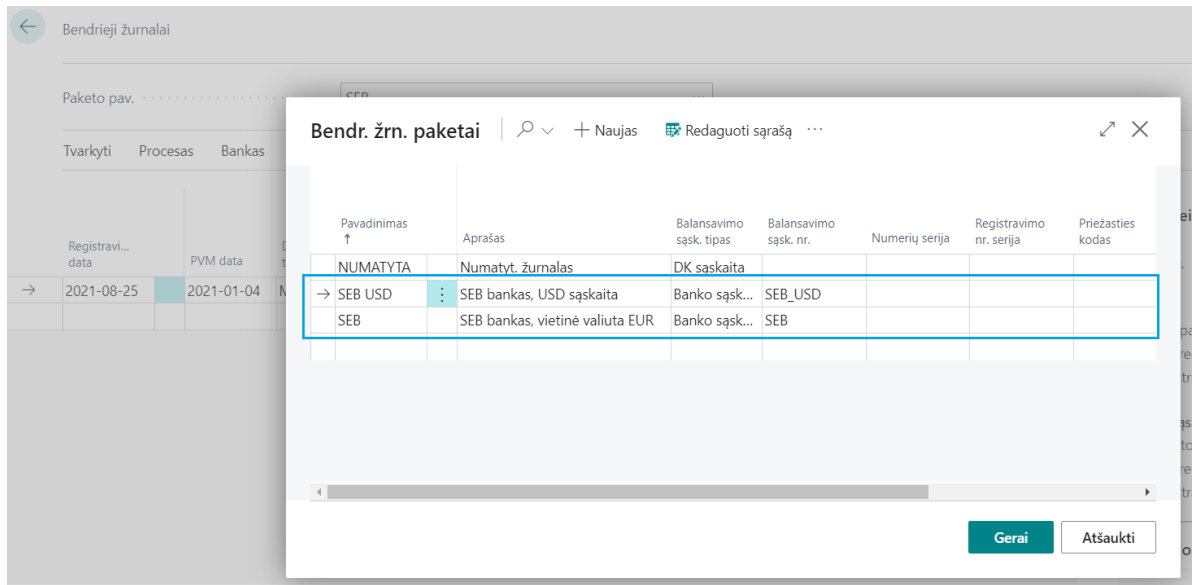 Bendrieji žurnalai
Paketo pav.
Bendr. žrn. paketai
Naujas
Redaguoti sąrašą
Tvarkyti Procesas Bankas
Registravi...
data
PVM data
2021-08-25 2021-01-04
Pavadinimas
Aprašas
Balansavimo
sąsk. tipas
Balansavimo
sąsk. nr.
Numerių serija
Registravimo
nr. serija
Priežasties
kodas
NUMATYTA Numatyt. žurnalas DK sąskaita
SEB USD SEB bankas, USD sąskaita Banko sąsk... SEB_USD
SEB SEB bankas, vietinė valiuta EUR Banko sąsk... SEB
Gerai Atšaukti